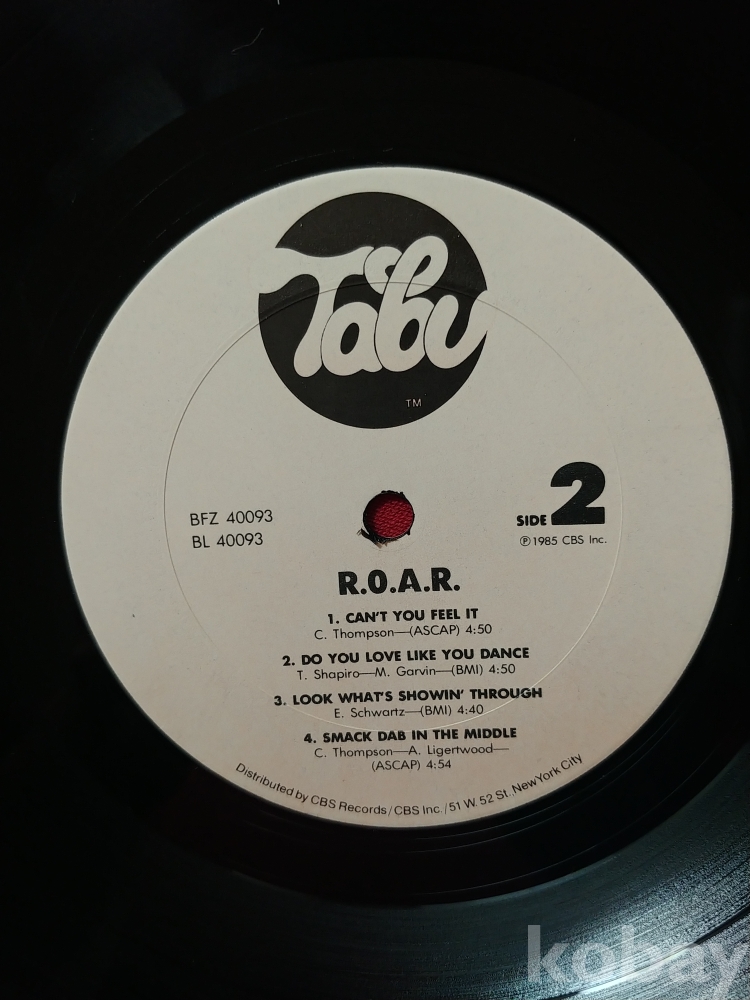 Tabu
TM
BFZ 40093
BL 40093
SIDE 2
℗ 1985 CBS Inc.
R.O.A.R.
1. CAN'T YOU FEEL IT
C. Thompson—(ASCAP) 4:50
2. DO YOU LOVE LIKE YOU DANCE
T. Shapiro—M. Garvin—(BMI) 4:50
3. LOOK WHAT'S SHOWIN' THROUGH
E. Schwartz—(BMI) 4:40
4. SMACK DAB IN THE MIDDLE
C. Thompson—A. Ligertwood—
(ASCAP) 4:54
Distributed by CBS Records/CBS Inc./51 W. 52 St., New York City
kobay